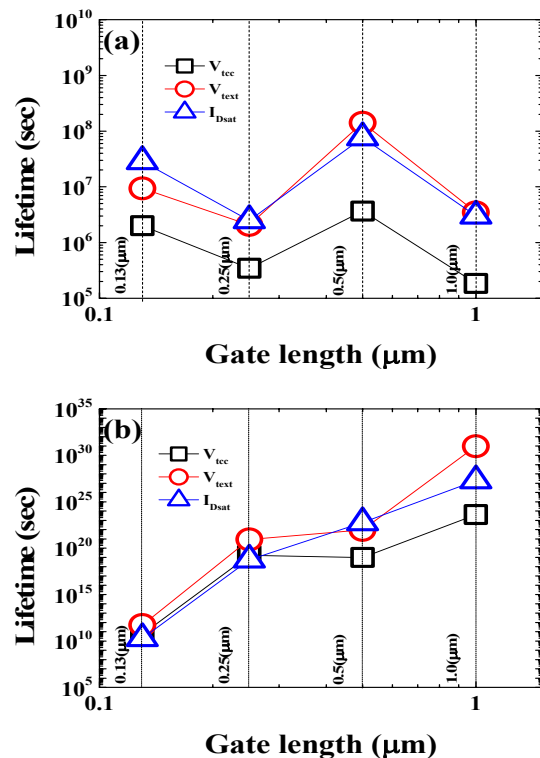 (a)
V_tcc
V_text
I_Dsat
Lifetime (sec)
10^10
10^9
10^8
10^7
10^6
10^5
0.13(μm)
0.25(μm)
0.5(μm)
1.0(μm)
0.1
1
Gate length (μm)
(b)
V_tcc
V_text
I_Dsat
Lifetime (sec)
10^35
10^30
10^25
10^20
10^15
10^10
10^5
0.13(μm)
0.25(μm)
0.5(μm)
1.0(μm)
0.1
1
Gate length (μm)